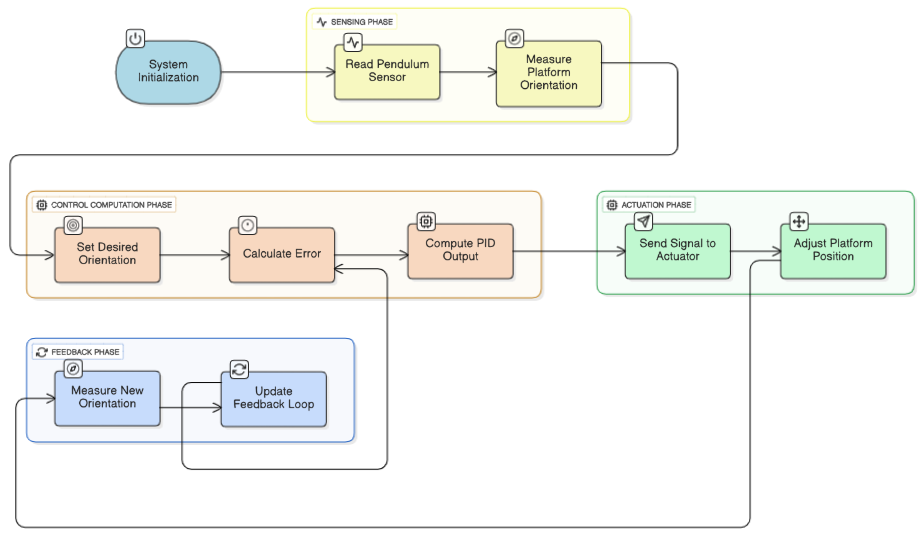 SENSING PHASE
System
Initialization
Read Pendulum
Sensor
Measure
Platform
Orientation
CONTROL COMPUTATION PHASE
Set Desired
Orientation
Calculate Error
Compute PID
Output
ACTUATION PHASE
Send Signal to
Actuator
Adjust Platform
Position
FEEDBACK PHASE
Measure New
Orientation
Update
Feedback Loop